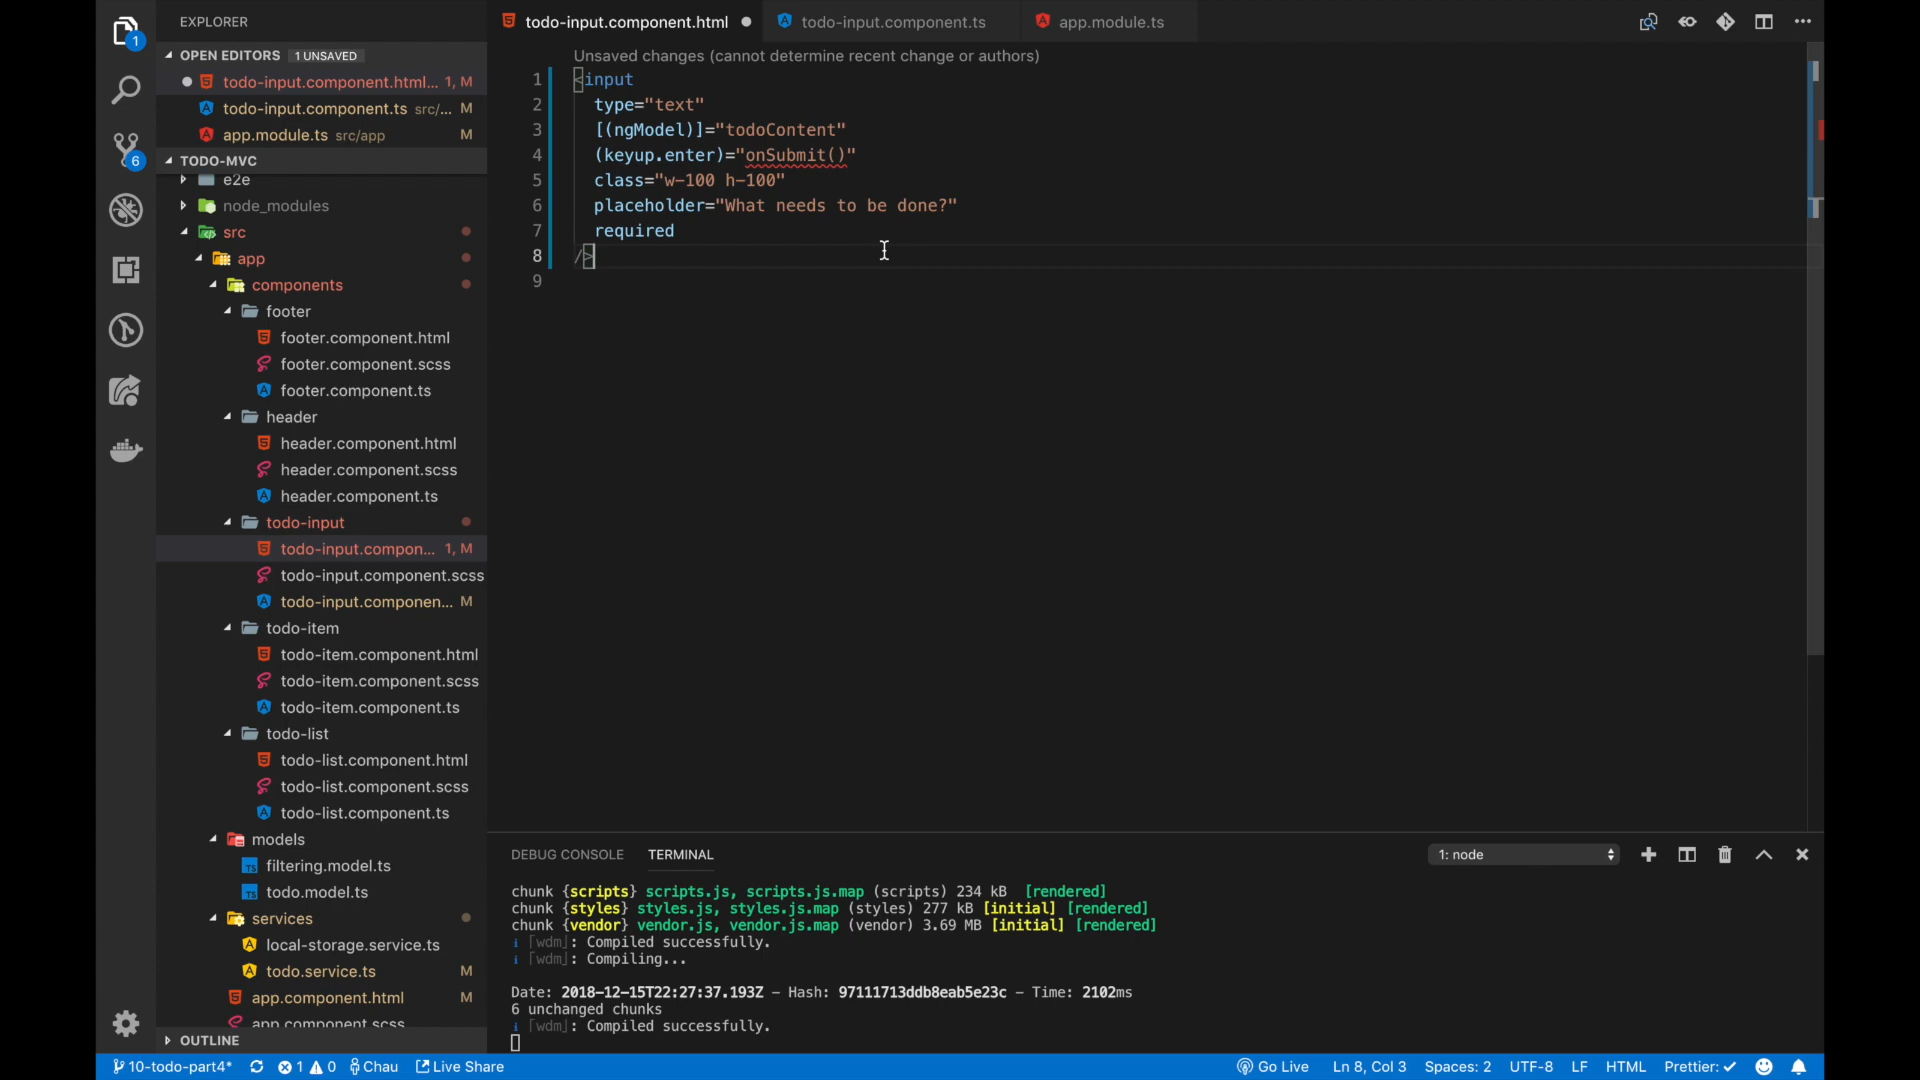 EXPLORER
OPEN EDITORS 1 UNSAVED
todo-input.component.html... 1, M
todo-input.component.ts src/... M
app.module.ts src/app M
TODO-MVC
e2e
node_modules
src
app
components
footer
footer.component.html
footer.component.scss
footer.component.ts
header
header.component.html
header.component.scss
header.component.ts
todo-input
todo-input.compon... 1, M
todo-input.component.scss
todo-input.componen... M
todo-item
todo-item.component.html
todo-item.component.scss
todo-item.component.ts
todo-list
todo-list.component.html
todo-list.component.scss
todo-list.component.ts
models
filtering.model.ts
todo.model.ts
services
local-storage.service.ts
todo.service.ts M
app.component.html M
app.component.scss
OUTLINE
1
6
todo-input.component.html
todo-input.component.ts
app.module.ts
Unsaved changes (cannot determine recent change or authors)
1 <input
2 type="text"
3 [(ngModel)]="todoContent"
4 (keyup.enter)="onSubmit()"
5 class="w-100 h-100"
6 placeholder="What needs to be done?"
7 required
8 />
9
DEBUG CONSOLE TERMINAL
1: node
chunk {scripts} scripts.js, scripts.js.map (scripts) 234 kB [rendered]
chunk {styles} styles.js, styles.js.map (styles) 277 kB [initial] [rendered]
chunk {vendor} vendor.js, vendor.js.map (vendor) 3.69 MB [initial] [rendered]
i ｢wdm｣: Compiled successfully.
i ｢wdm｣: Compiling...
Date: 2018-12-15T22:27:37.193Z - Hash: 97111713ddb8eab5e23c - Time: 2102ms
6 unchanged chunks
i ｢wdm｣: Compiled successfully.
10-todo-part4* 1 0 Chau Live Share Go Live Ln 8, Col 3 Spaces: 2 UTF-8 LF HTML Prettier: ✓